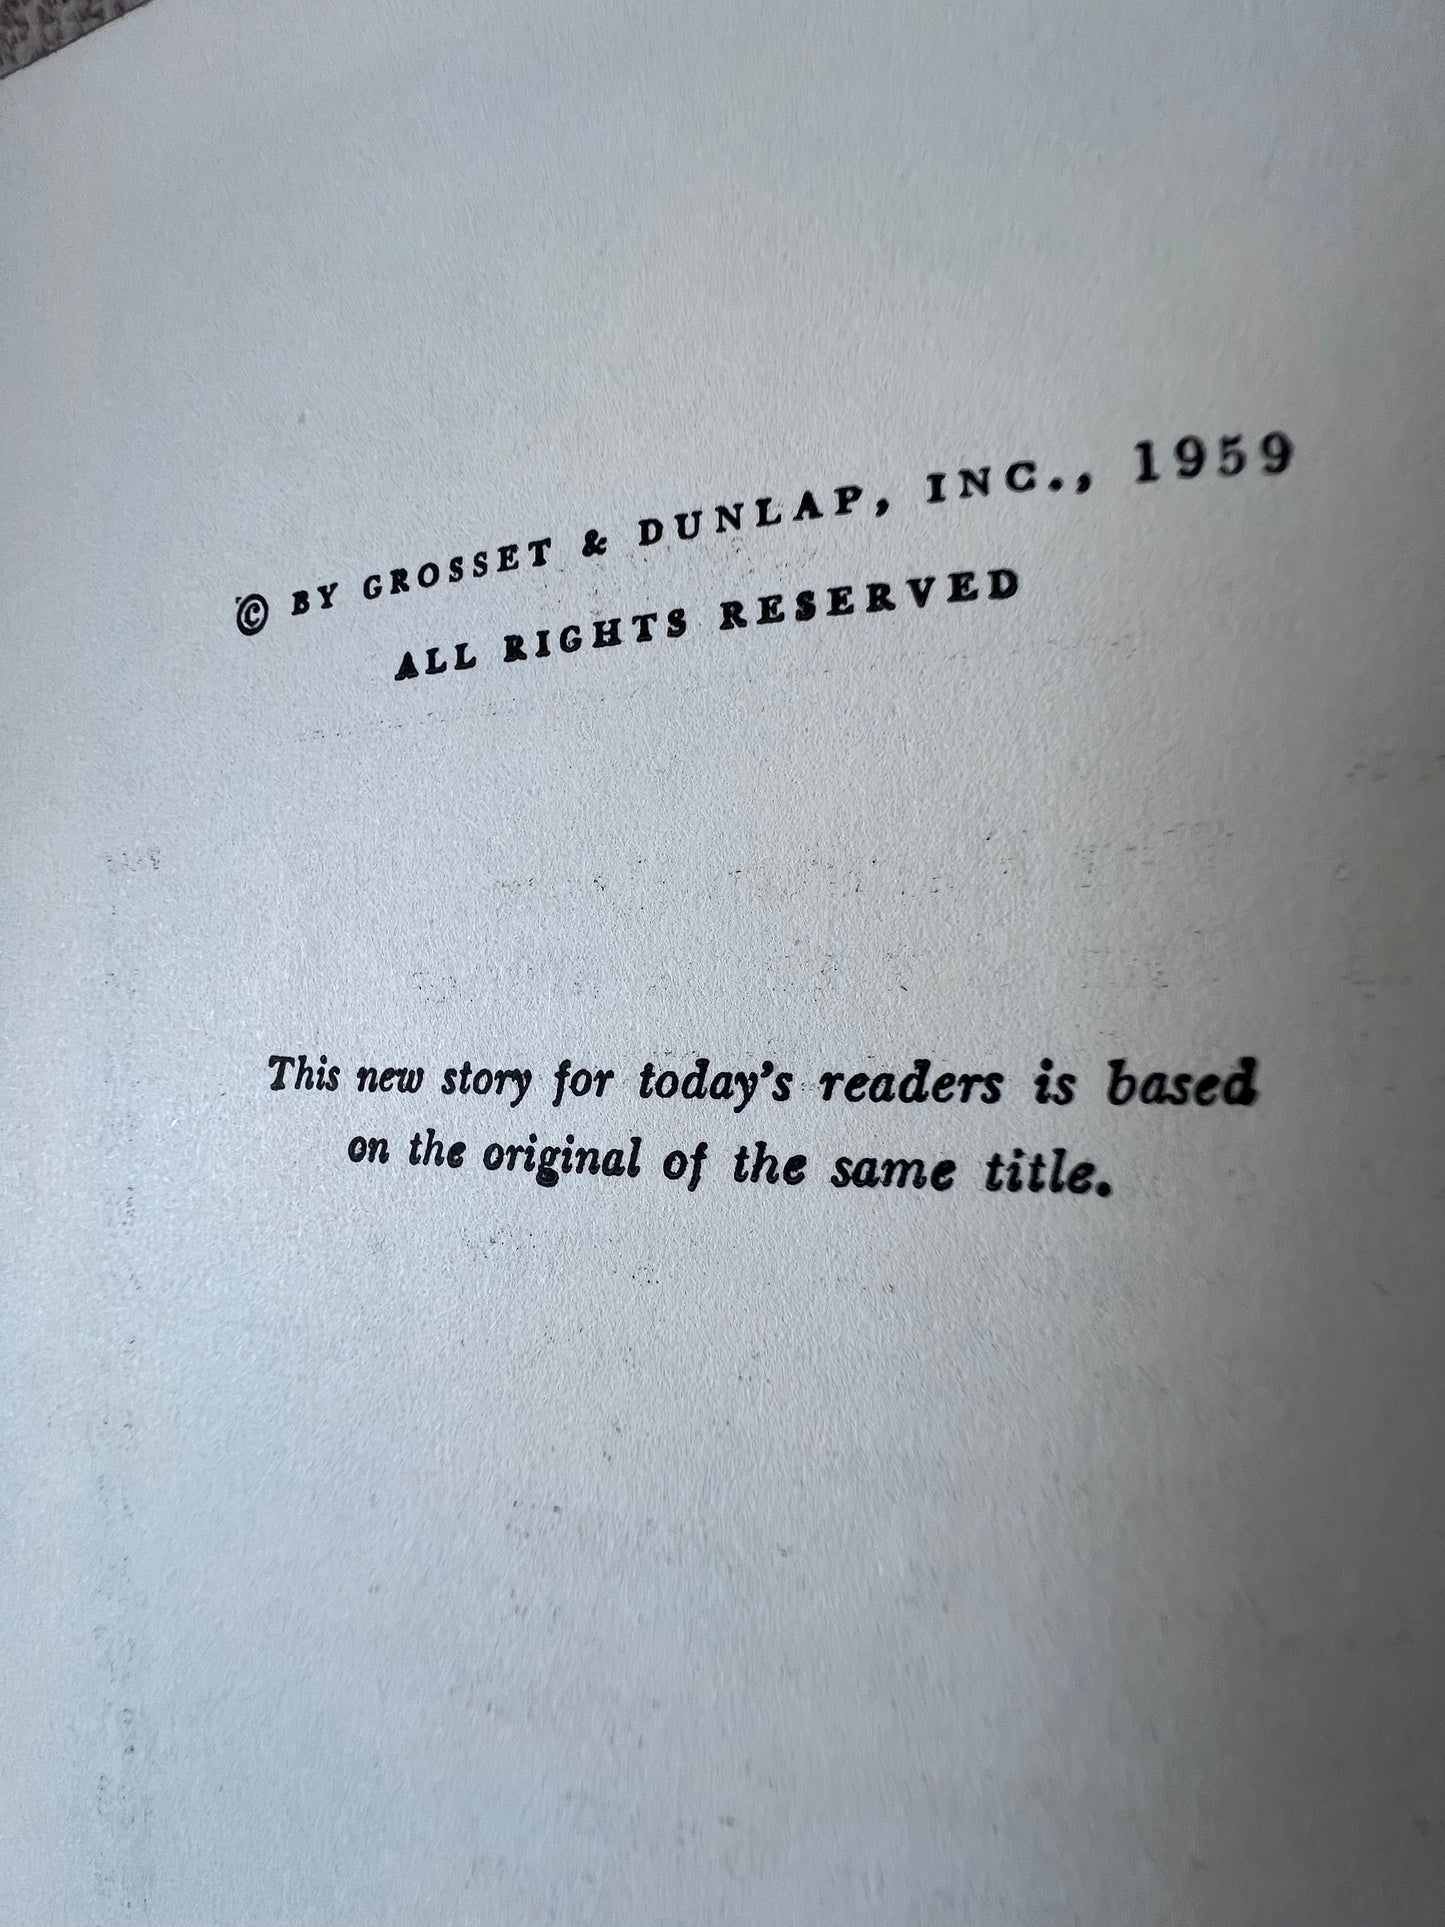 © BY GROSSET & DUNLAP, INC., 1959
ALL RIGHTS RESERVED
This new story for today's readers is based
on the original of the same title.